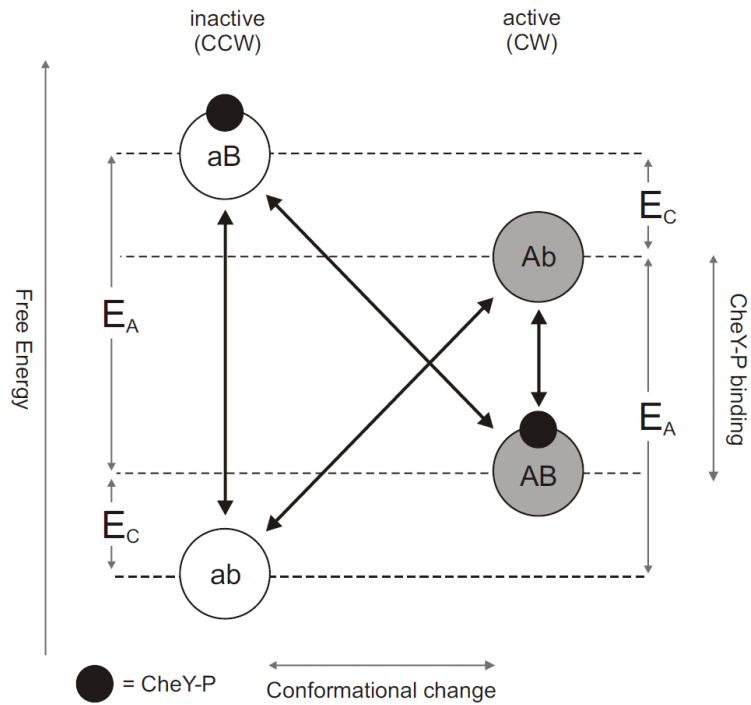 inactive
(CCW)
active
(CW)
aB
E_C
Ab
Free Energy
E_A
CheY-P binding
E_A
AB
E_C
ab
= CheY-P
Conformational change